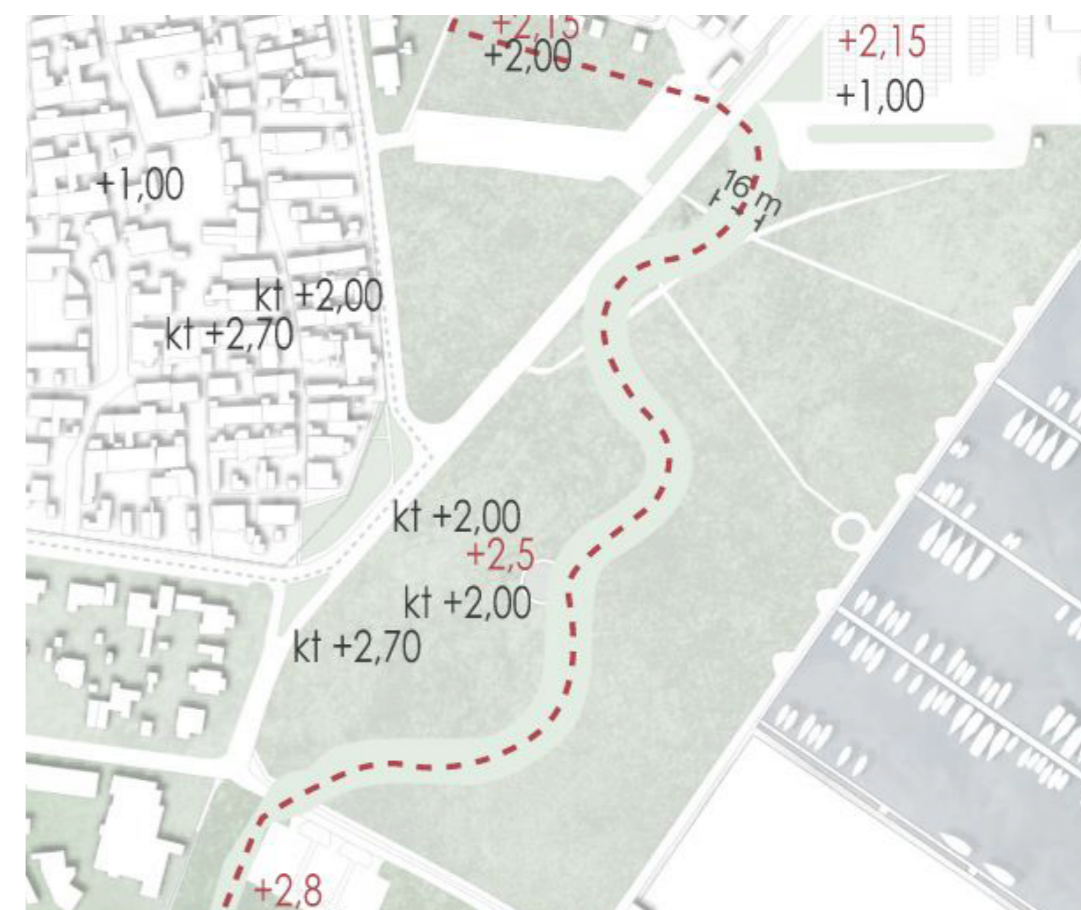 +2,15
+2,00
+2,15
+1,00
+1,00
16 m
kt +2,00
kt +2,70
kt +2,00
+2,5
kt +2,00
kt +2,70
+2,8